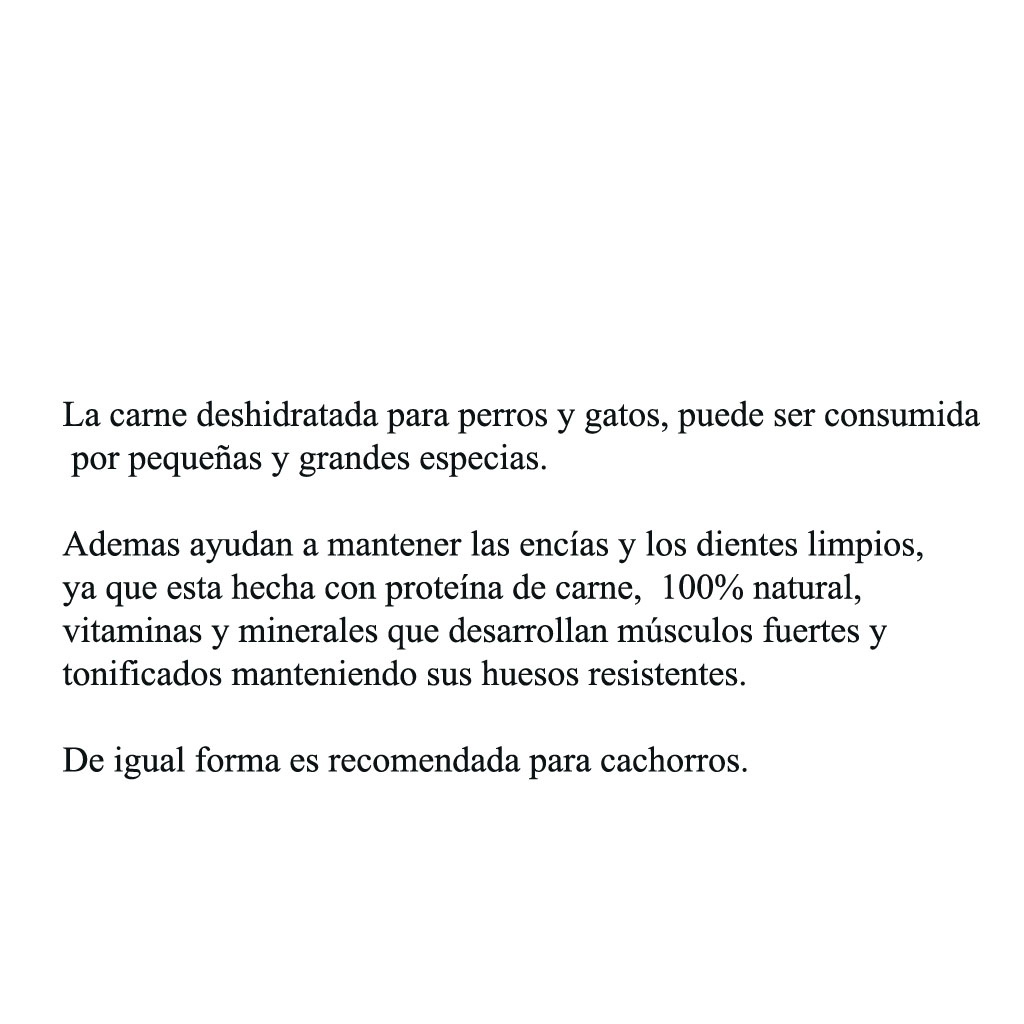 La carne deshidratada para perros y gatos, puede ser consumida
por pequeñas y grandes especias.
Ademas ayudan a mantener las encías y los dientes limpios,
ya que esta hecha con proteína de carne, 100% natural,
vitaminas y minerales que desarrollan músculos fuertes y
tonificados manteniendo sus huesos resistentes.
De igual forma es recomendada para cachorros.